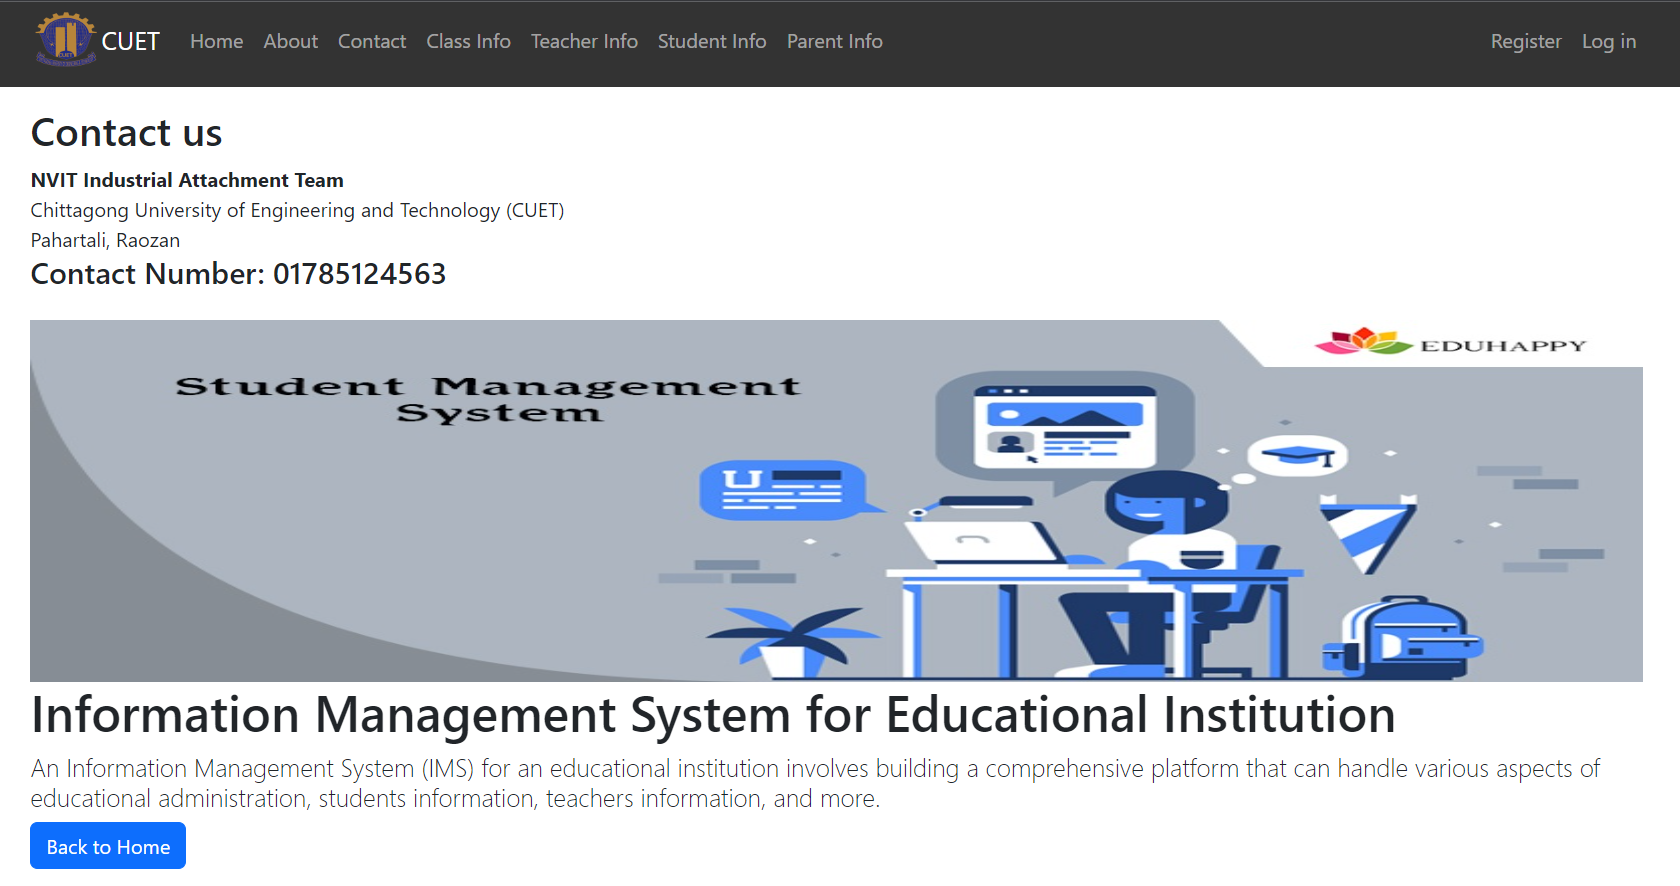 CUET Home About Contact Class Info Teacher Info Student Info Parent Info Register Log in
Contact us
NVIT Industrial Attachment Team
Chittagong University of Engineering and Technology (CUET)
Pahartali, Raozan
Contact Number: 01785124563
EDUHAPPY
Student Management
System
U
Information Management System for Educational Institution
An Information Management System (IMS) for an educational institution involves building a comprehensive platform that can handle various aspects of
educational administration, students information, teachers information, and more.
Back to Home